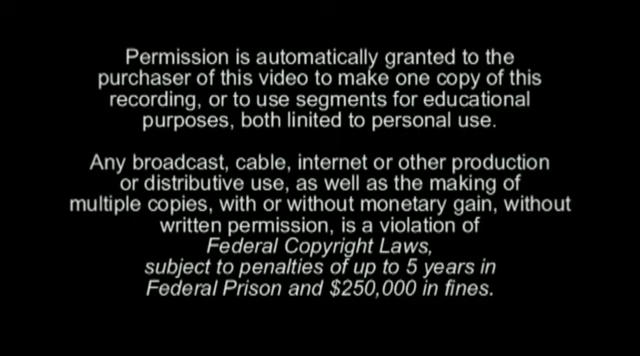 Permission is automatically granted to the
purchaser of this video to make one copy of this
recording, or to use segments for educational
purposes, both linited to personal use.
Any broadcast, cable, internet or other production
or distributive use, as well as the making of
multiple copies, with or without monetary gain, without
written permission, is a violation of
Federal Copyright Laws,
subject to penalties of up to 5 years in
Federal Prison and $250,000 in fines.